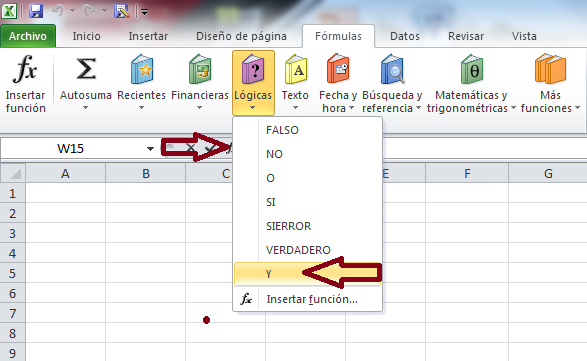 Archivo Inicio Insertar Diseño de página Fórmulas Datos Revisar Vista
Insertar función
Autosuma
Recientes
Financieras
Lógicas
Texto
Fecha y hora
Búsqueda y referencia
Matemáticas y trigonométricas
Más funciones
W15
A B C E F G
1
2
3
4
5
6
7
8
9
FALSO
NO
O
SI
SIERROR
VERDADERO
Y
fx Insertar función...